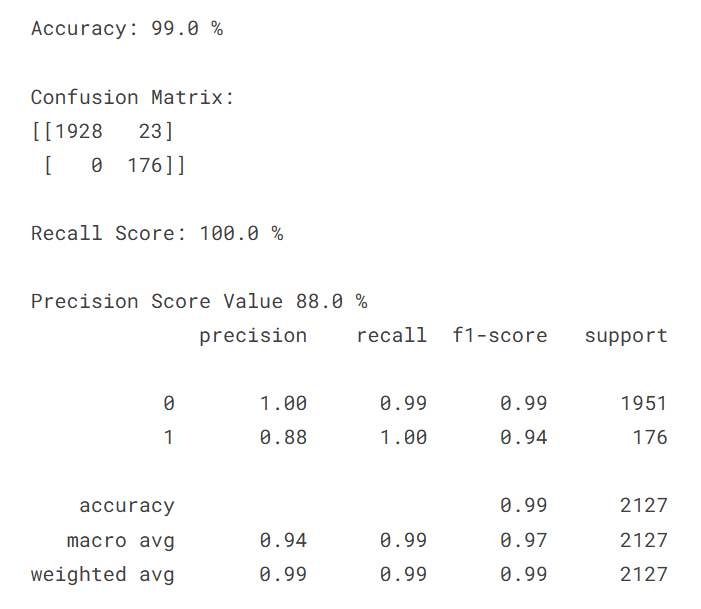 Accuracy: 99.0 %
Confusion Matrix:
[[1928   23]
 [   0  176]]
Recall Score: 100.0 %
Precision Score Value 88.0 %
              precision    recall  f1-score   support
           0       1.00      0.99      0.99      1951
           1       0.88      1.00      0.94       176
    accuracy                           0.99      2127
   macro avg       0.94      0.99      0.97      2127
weighted avg       0.99      0.99      0.99      2127